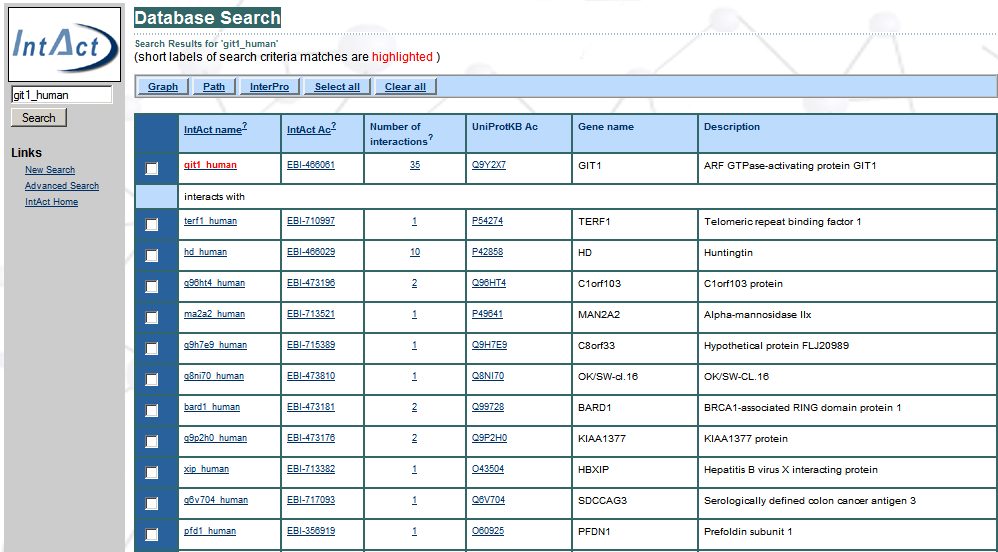 Database Search
IntAct
Search Results for 'git1_human'
(short labels of search criteria matches are highlighted )
git1_human
Search
Graph Path InterPro Select all Clear all
Links
New Search
Advanced Search
IntAct Home
IntAct name? IntAct Ac? Number of interactions? UniProtKB Ac Gene name Description
git1_human EBI-466061 35 Q9Y2X7 GIT1 ARF GTPase-activating protein GIT1
interacts with
terf1_human EBI-710997 1 P54274 TERF1 Telomeric repeat binding factor 1
hd_human EBI-466029 10 P42858 HD Huntingtin
q96ht4_human EBI-473196 2 Q96HT4 C1orf103 C1orf103 protein
ma2a2_human EBI-713521 1 P49641 MAN2A2 Alpha-mannosidase IIx
q9h7e9_human EBI-715389 1 Q9H7E9 C8orf33 Hypothetical protein FLJ20989
q8ni70_human EBI-473810 1 Q8NI70 OK/SW-cl.16 OK/SW-CL.16
bard1_human EBI-473181 2 Q99728 BARD1 BRCA1-associated RING domain protein 1
q9p2h0_human EBI-473176 2 Q9P2H0 KIAA1377 KIAA1377 protein
xip_human EBI-713382 1 O43504 HBXIP Hepatitis B virus X interacting protein
q6v704_human EBI-717093 1 Q6V704 SDCCAG3 Serologically defined colon cancer antigen 3
pfd1_human EBI-356919 1 O60925 PFDN1 Prefoldin subunit 1